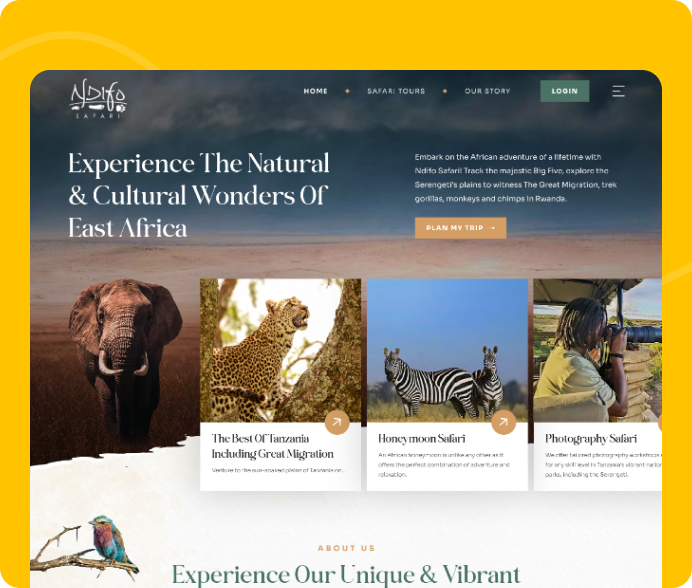 NDifo
SAFARI
HOME
SAFARI TOURS
OUR STORY
LOGIN
Experience The Natural
& Cultural Wonders Of
East Africa
Embark on the African adventure of a lifetime with
Ndifo Safari! Track the majestic Big Five, explore the
Serengeti's plains to witness The Great Migration, trek
gorillas, monkeys and chimps in Rwanda.
PLAN MY TRIP →
The Best Of Tanzania
Including Great Migration
Venture to the sun-soaked plains of Tanzania on...
Honeymoon Safari
An African honeymoon is unlike any other as it
offers the perfect combination of adventure and
relaxation.
Photography Safari
We offer tailored photography workshops
for any skill level in Tanzania's vibrant
parks, including the Serengeti.
ABOUT US
Experience Our Unique & Vibrant